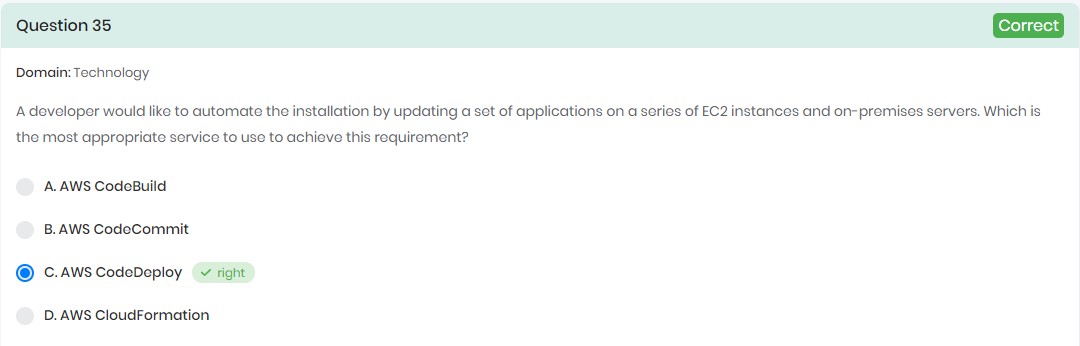 Question 35
Correct
Domain: Technology
A developer would like to automate the installation by updating a set of applications on a series of EC2 instances and on-premises servers. Which is
the most appropriate service to use to achieve this requirement?
A. AWS CodeBuild
B. AWS CodeCommit
C. AWS CodeDeploy right
D. AWS CloudFormation